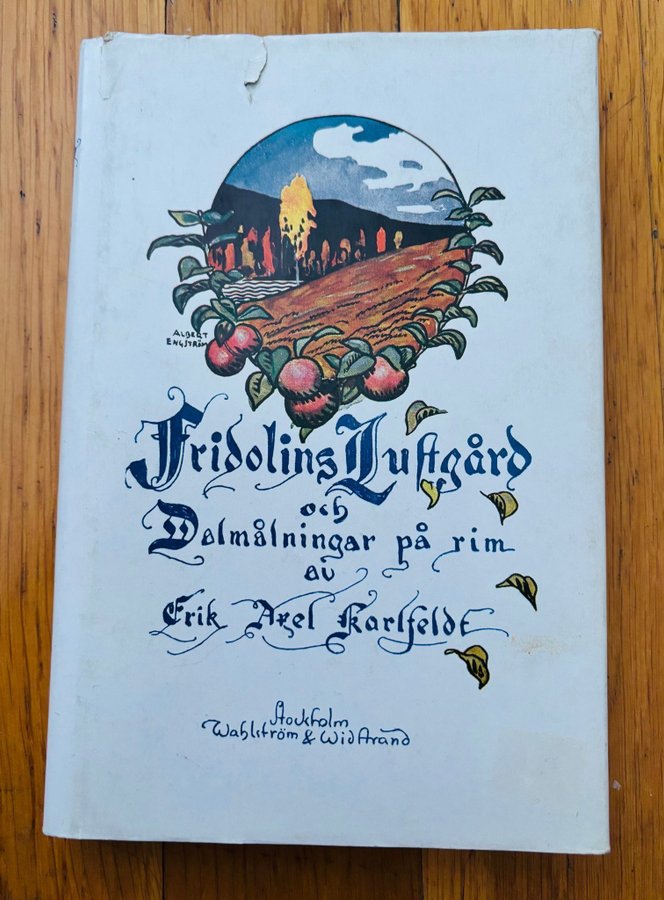 ALBERT
ENGSTRÖM
Fridolins Lustgård
och
Dalmålningar på rim
av
Erik Axel Karlfeldt
Stockholm
Wahlström & Widstrand